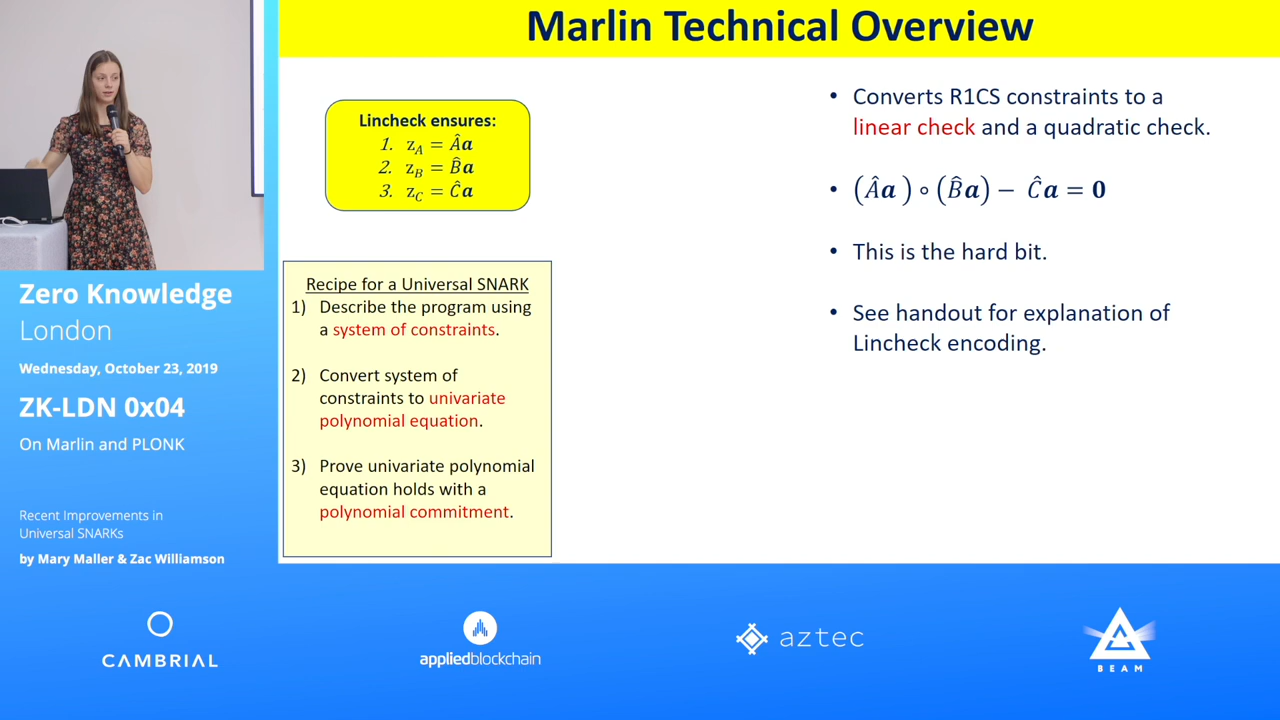 Marlin Technical Overview
Lincheck ensures:
1. z_A = Âa
2. z_B = B̂a
3. z_C = Ĉa
Recipe for a Universal SNARK
1) Describe the program using
a system of constraints.
2) Convert system of
constraints to univariate
polynomial equation.
3) Prove univariate polynomial
equation holds with a
polynomial commitment.
• Converts R1CS constraints to a
linear check and a quadratic check.
• (Âa) ∘ (B̂a) − Ĉa = 0
• This is the hard bit.
• See handout for explanation of
Lincheck encoding.
Zero Knowledge
London
Wednesday, October 23, 2019
ZK-LDN 0x04
On Marlin and PLONK
Recent Improvements in
Universal SNARKs
by Mary Maller & Zac Williamson
CAMBRIAL
appliedblockchain
aztec
BEAM